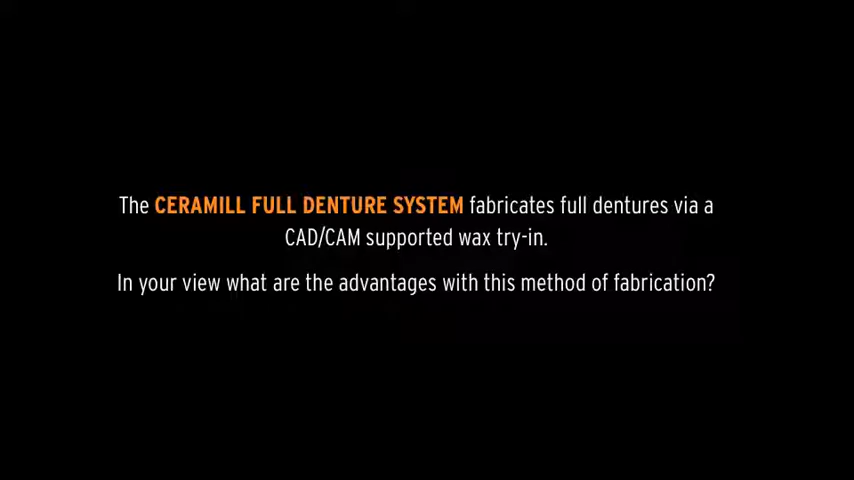 The CERAMILL FULL DENTURE SYSTEM fabricates full dentures via a
CAD/CAM supported wax try-in.
In your view what are the advantages with this method of fabrication?